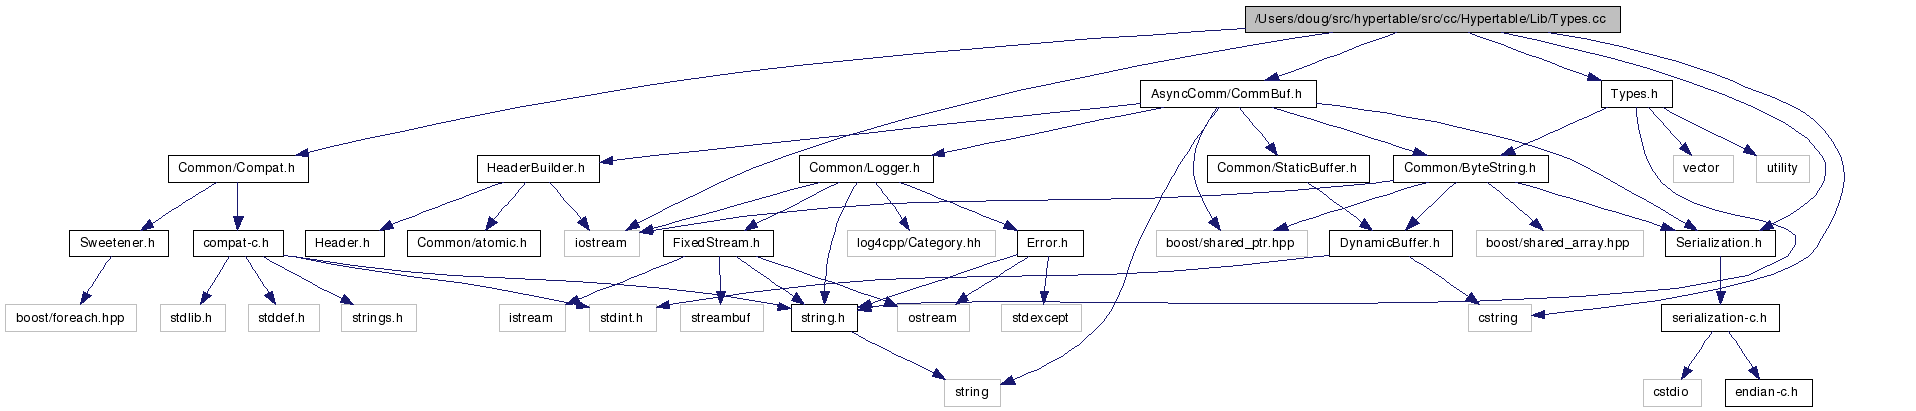 /Users/doug/src/hypertable/src/cc/Hypertable/Lib/Types.cc
AsyncComm/CommBuf.h
Types.h
Common/Compat.h
HeaderBuilder.h
Common/Logger.h
Common/StaticBuffer.h
Common/ByteString.h
vector
utility
Sweetener.h
compat-c.h
Header.h
Common/atomic.h
iostream
FixedStream.h
log4cpp/Category.hh
Error.h
boost/shared_ptr.hpp
DynamicBuffer.h
boost/shared_array.hpp
Serialization.h
boost/foreach.hpp
stdlib.h
stddef.h
strings.h
istream
stdint.h
streambuf
string.h
ostream
stdexcept
cstring
serialization-c.h
string
cstdio
endian-c.h